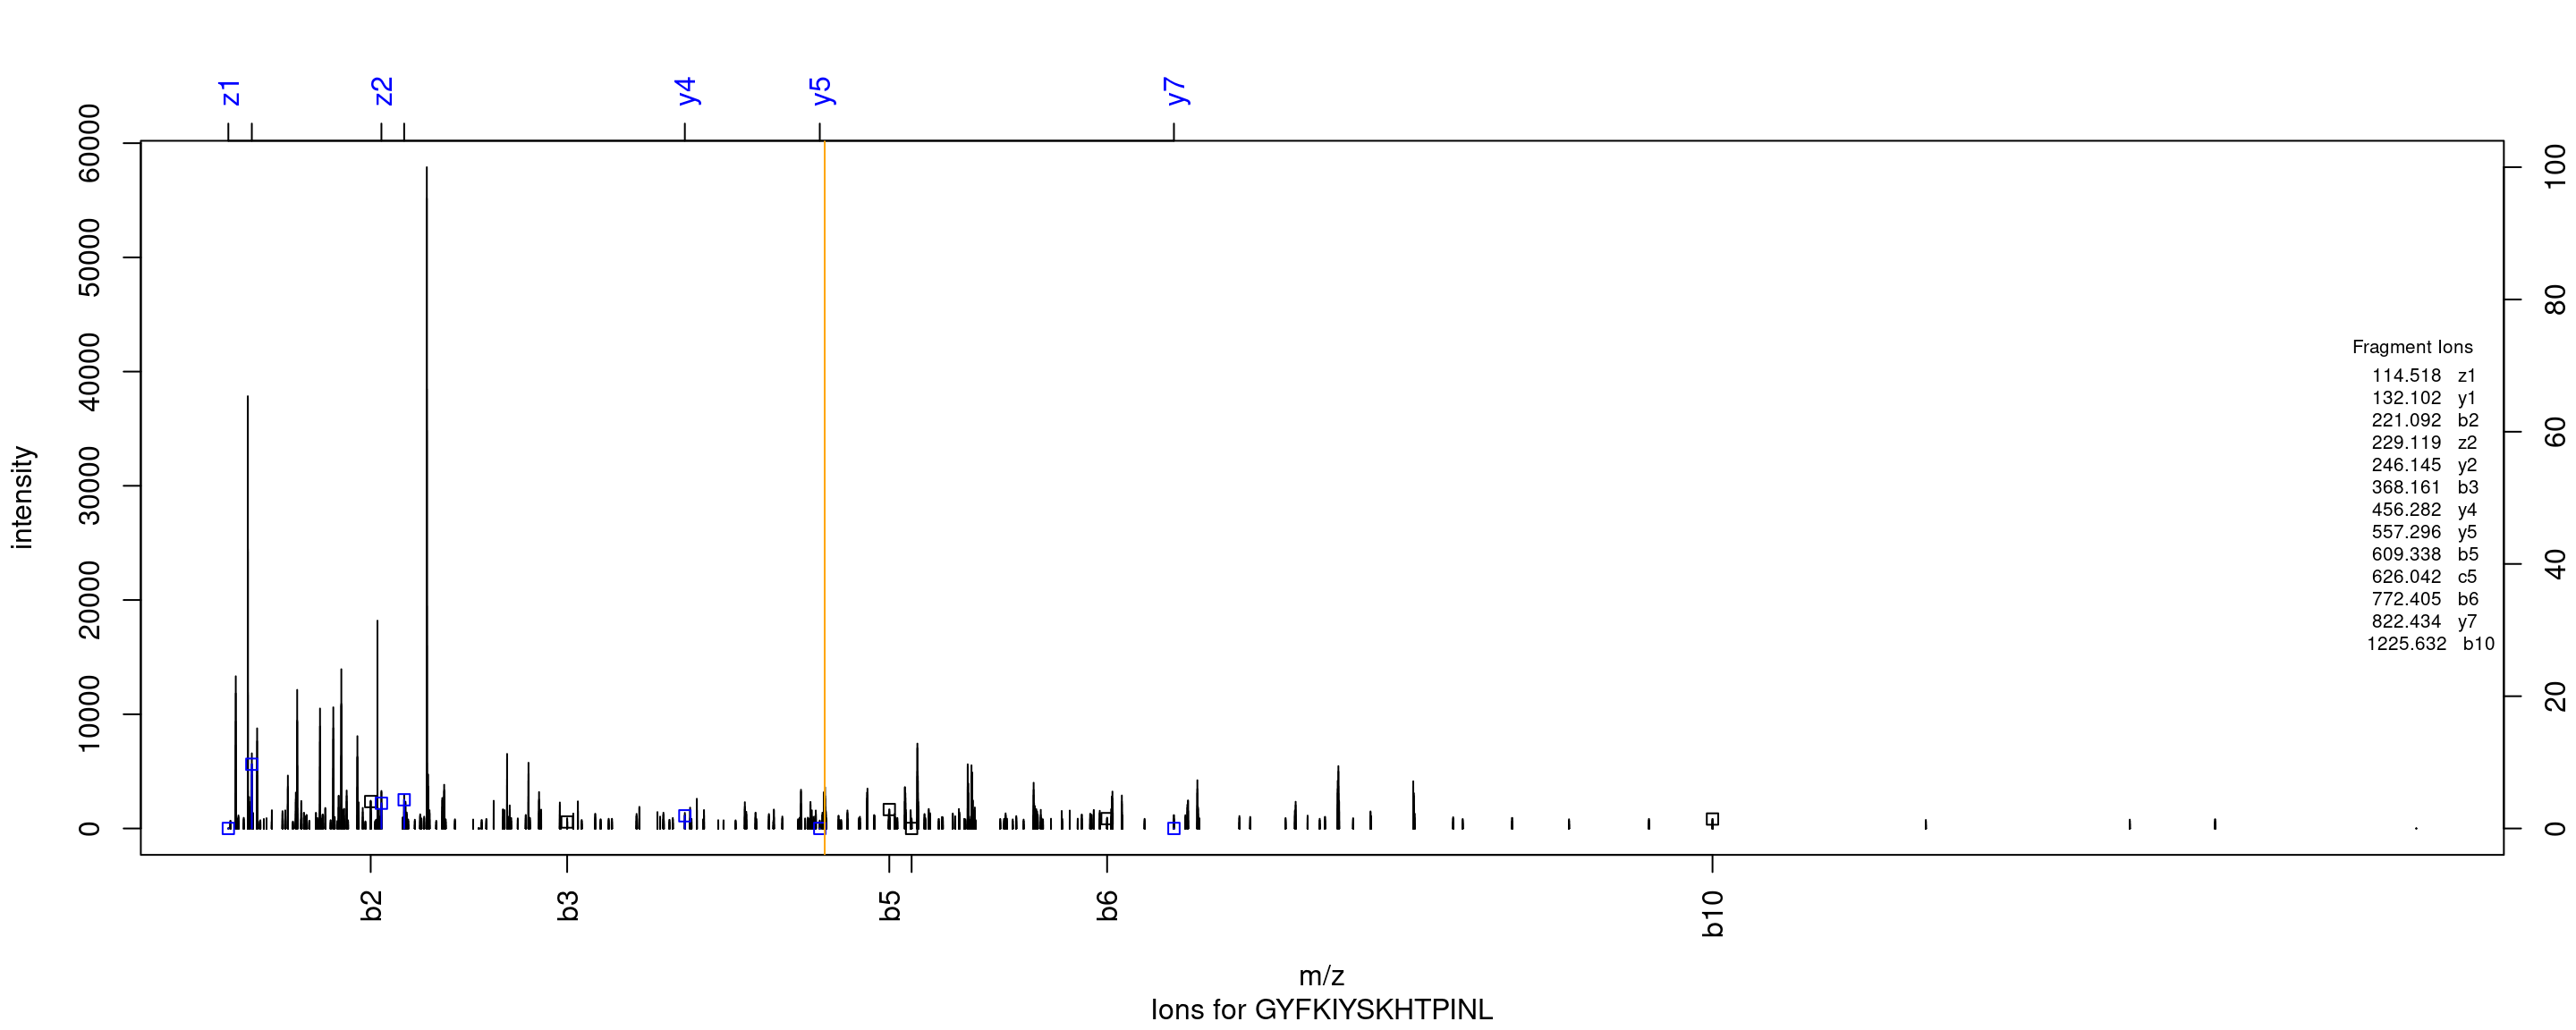 z1 z2 y4 y5 y7
60000
50000
40000
30000
20000
10000
0
intensity
100
80
60
40
20
0
Fragment Ions
114.518 z1
132.102 y1
221.092 b2
229.119 z2
246.145 y2
368.161 b3
456.282 y4
557.296 y5
609.338 b5
626.042 c5
772.405 b6
822.434 y7
1225.632 b10
b2 b3 b5 b6 b10
m/z
Ions for GYFKIYSKHTPINL